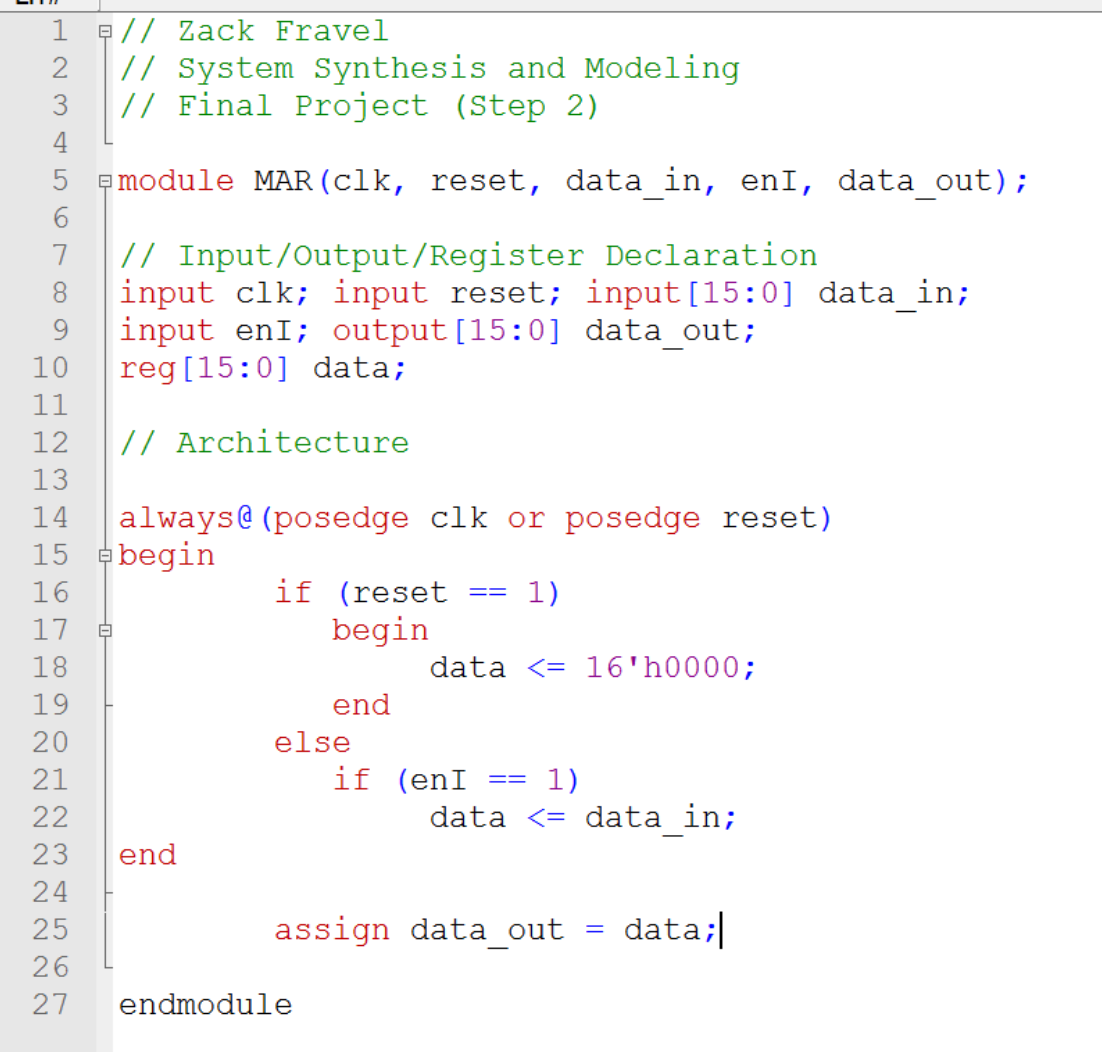 1 // Zack Fravel
2 // System Synthesis and Modeling
3 // Final Project (Step 2)
4
5 module MAR(clk, reset, data_in, enI, data_out);
6
7 // Input/Output/Register Declaration
8 input clk; input reset; input[15:0] data_in;
9 input enI; output[15:0] data_out;
10 reg[15:0] data;
11
12 // Architecture
13
14 always@(posedge clk or posedge reset)
15 begin
16 if (reset == 1)
17 begin
18 data <= 16'h0000;
19 end
20 else
21 if (enI == 1)
22 data <= data_in;
23 end
24
25 assign data_out = data;
26
27 endmodule